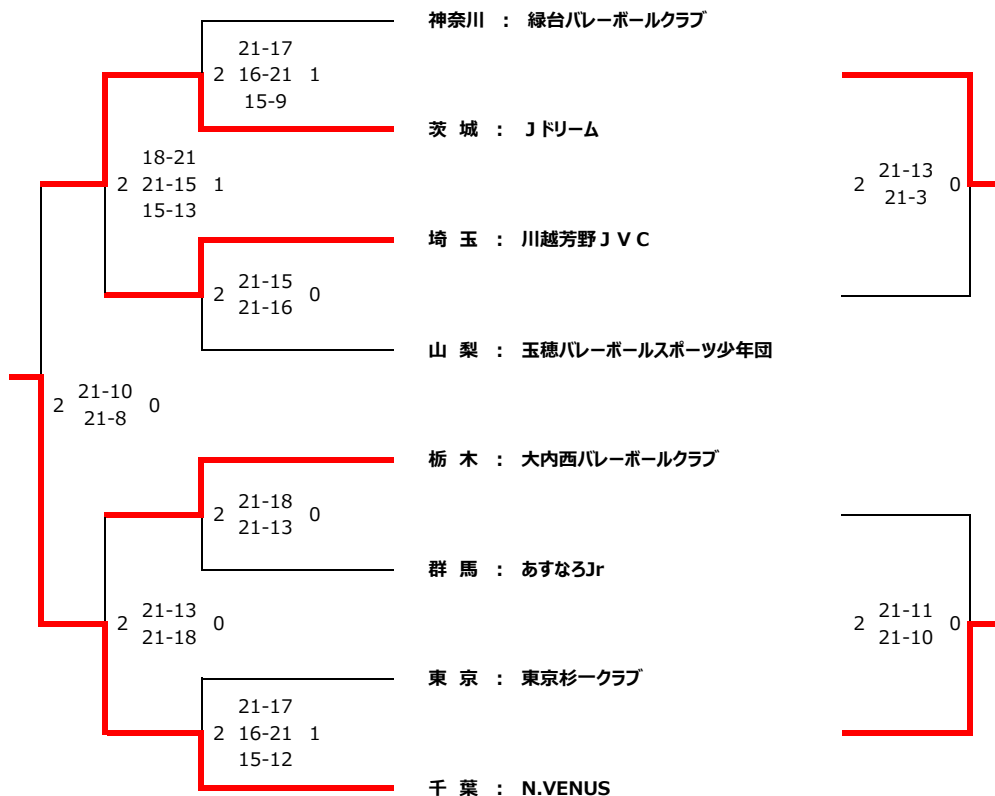 神奈川 : 緑台バレーボールクラブ
21-17
2 16-21 1
15-9
茨 城 : Jドリーム
18-21
2 21-15 1
15-13
2 21-13 0
21-3
埼 玉 : 川越芳野JVC
2 21-15 0
21-16
山 梨 : 玉穂バレーボールスポーツ少年団
2 21-10 0
21-8
栃 木 : 大内西バレーボールクラブ
2 21-18 0
21-13
群 馬 : あすなろJr
2 21-13 0
21-18
2 21-11 0
21-10
東 京 : 東京杉一クラブ
21-17
2 16-21 1
15-12
千 葉 : N.VENUS